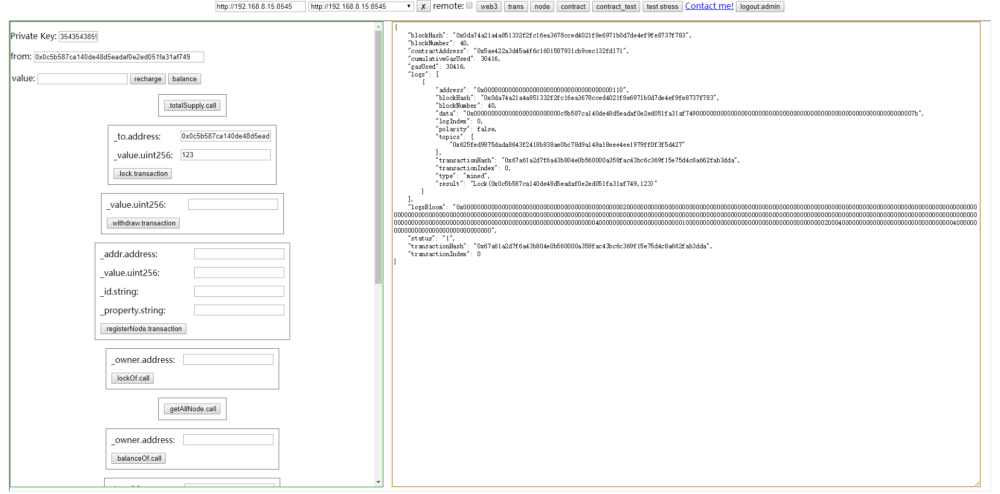 http://192.168.8.15:8545 http://192.168.8.15:8545 ✗ remote: web3 trans node contract contract_test test stress Contact me! logout:admin
Private Key: 3543543859
from: 0x0c5b587ca140de48d5eadaf0e2ed051fa31af749
value: recharge balance
.totalSupply.call
_to.address: 0x0c5b587ca140de48d5ead
_value.uint256: 123
.lock.transaction
_value.uint256:
.withdraw.transaction
_addr.address:
_value.uint256:
_id.string:
_property.string:
.registerNode.transaction
_owner.address:
.lockOf.call
.getAllNode.call
_owner.address:
.balanceOf.call
{
"blockHash": "0x0da74a21a4a851332f2fc16ea3678cced4021f8e6971b0d7de4ef9fe8737f783",
"blockNumber": 40,
"contractAddress": "0x5ae422a3d45a4f6c1601587931cb9cec132fd171",
"cumulativeGasUsed": 30416,
"gasUsed": 30416,
"logs": [
{
"address": "0x0000000000000000000000000000000000000110",
"blockHash": "0x0da74a21a4a851332f2fc16ea3678cced4021f8e6971b0d7de4ef9fe8737f783",
"blockNumber": 40,
"data": "0x0000000000000000000000000c5b587ca140de48d5eadaf0e2ed051fa31af749000000000000000000000000000000000000000000000000000000000000007b",
"logIndex": 0,
"polarity": false,
"topics": [
"0x625fed9875dada8643f2418b838ae0bc78d9a148a18eee4ee1979ff0f3f5d427"
],
"transactionHash": "0x67a61a2d7f6a43b804e0b560000a358fac43bc6c369f15e75d4c8a662fab3dda",
"transactionIndex": 0,
"type": "mined",
"result": "Lock(0x0c5b587ca140de48d5eadaf0e2ed051fa31af749,123)"
}
],
"logsBloom":
"status": "1",
"transactionHash": "0x67a61a2d7f6a43b804e0b560000a358fac43bc6c369f15e75d4c8a662fab3dda",
"transactionIndex": 0
}